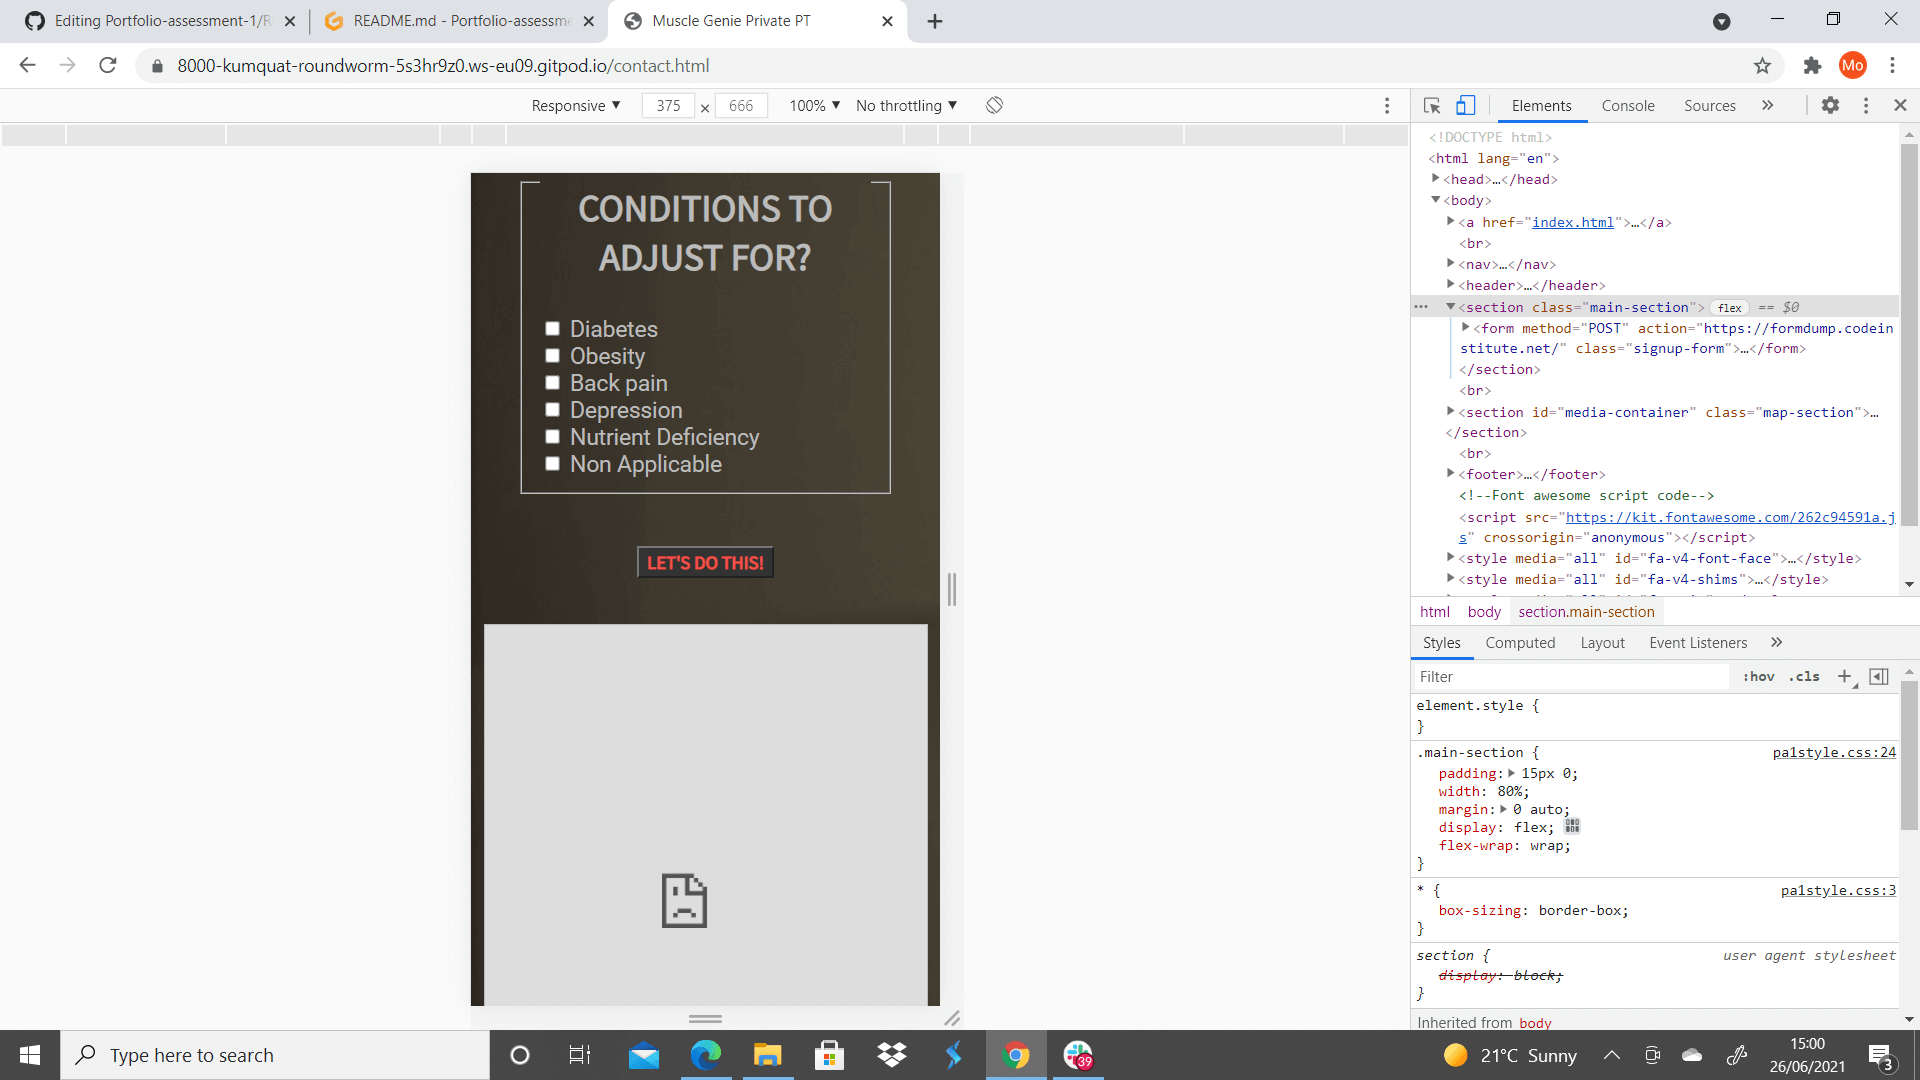 Editing Portfolio-assessment-1/R
README.md - Portfolio-assessme
Muscle Genie Private PT
8000-kumquat-roundworm-5s3hr9z0.ws-eu09.gitpod.io/contact.html
Mo
Responsive ▼ 375 × 666 100% ▼ No throttling ▼
Elements Console Sources »
<!DOCTYPE html>
<html lang="en">
<head>…</head>
<body>
<a href="index.html">…</a>
<br>
<nav>…</nav>
<header>…</header>
<section class="main-section"> flex == $0
<form method="POST" action="https://formdump.codein
stitute.net/" class="signup-form">…</form>
</section>
<br>
<section id="media-container" class="map-section">…
</section>
<br>
<footer>…</footer>
<!--Font awesome script code-->
<script src="https://kit.fontawesome.com/262c94591a.j
s" crossorigin="anonymous"></script>
<style media="all" id="fa-v4-font-face">…</style>
<style media="all" id="fa-v4-shims">…</style>
html body section.main-section
Styles Computed Layout Event Listeners »
Filter :hov .cls +
element.style {
}
.main-section { pa1style.css:24
padding: 15px 0;
width: 80%;
margin: 0 auto;
display: flex;
flex-wrap: wrap;
}
* { pa1style.css:3
box-sizing: border-box;
}
section { user agent stylesheet
display: block;
}
Inherited from body
CONDITIONS TO
ADJUST FOR?
Diabetes
Obesity
Back pain
Depression
Nutrient Deficiency
Non Applicable
LET'S DO THIS!
Type here to search
39
21°C Sunny
15:00
26/06/2021
3